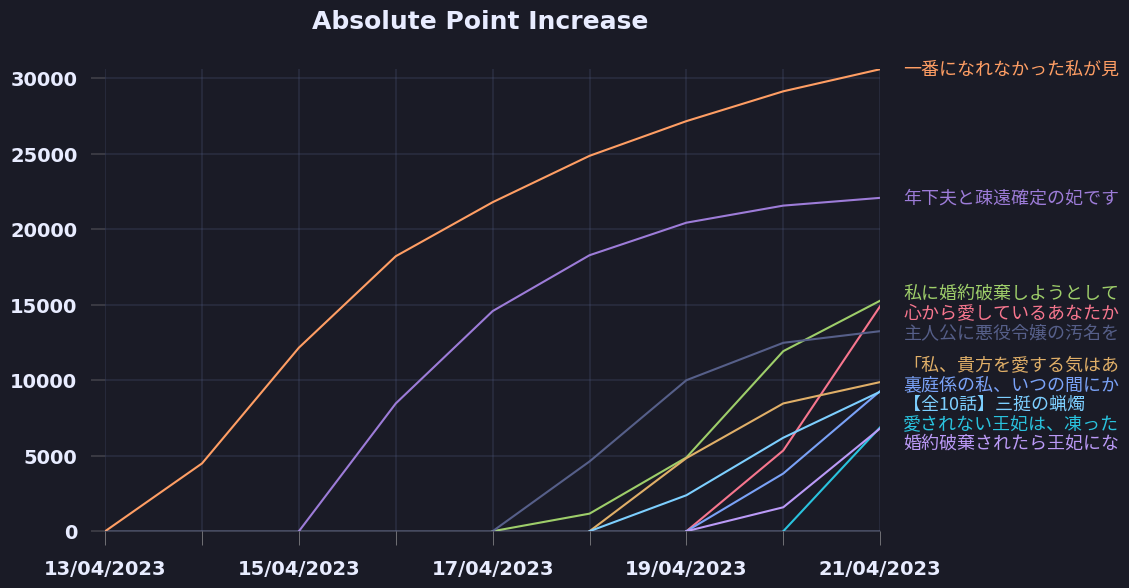 Absolute Point Increase
30000
25000
20000
15000
10000
5000
0
13/04/2023
15/04/2023
17/04/2023
19/04/2023
21/04/2023
一番になれなかった私が見
年下夫と疎遠確定の妃です
私に婚約破棄しようとして
心から愛しているあなたか
主人公に悪役令嬢の汚名を
「私、貴方を愛する気はあ
裏庭係の私、いつの間にか
【全10話】三挺の蝋燭
愛されない王妃は、凍った
婚約破棄されたら王妃にな